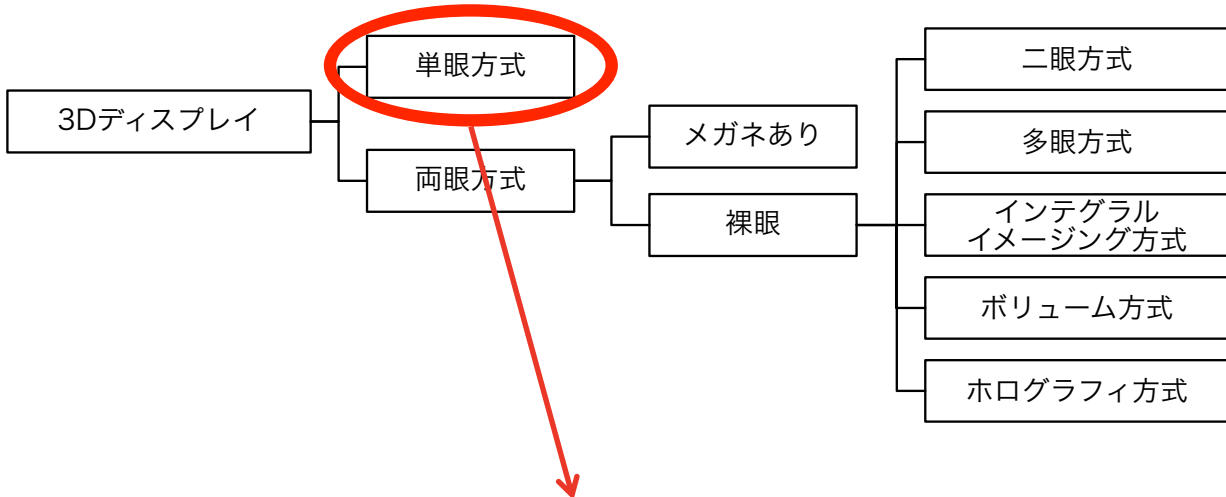 3Dディスプレイ
単眼方式
両眼方式
メガネあり
裸眼
二眼方式
多眼方式
インテグラル
イメージング方式
ボリューム方式
ホログラフィ方式